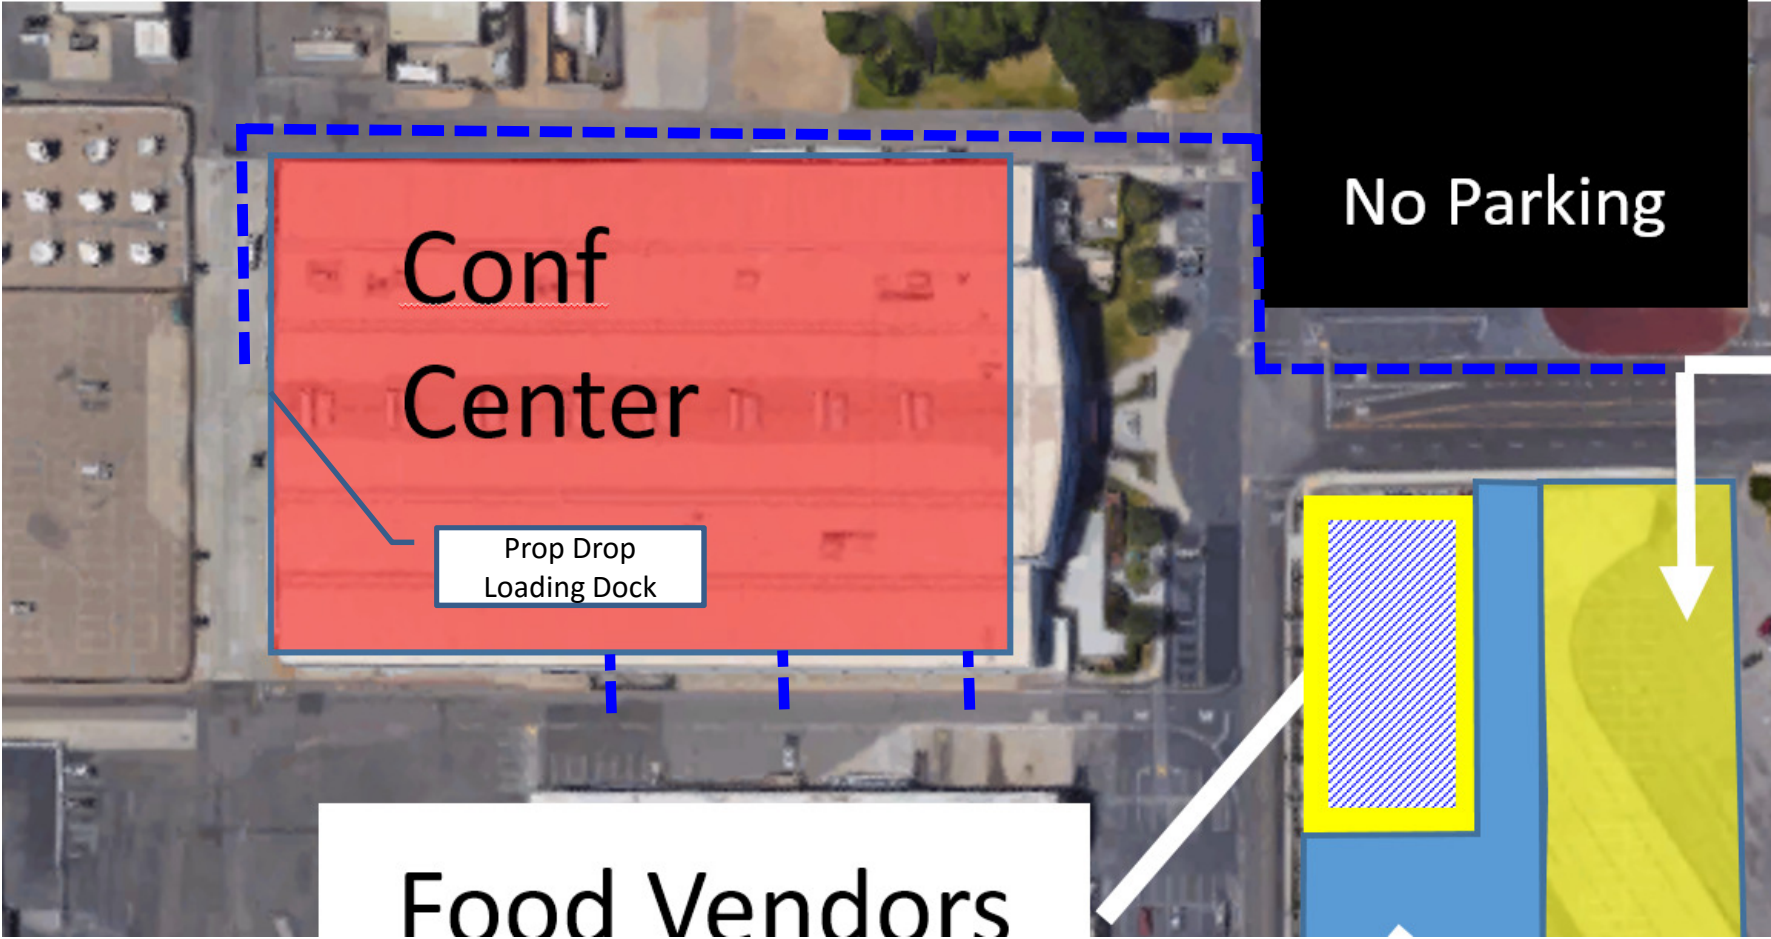 No Parking
Conf
Center
Prop Drop
Loading Dock
Food Vendors